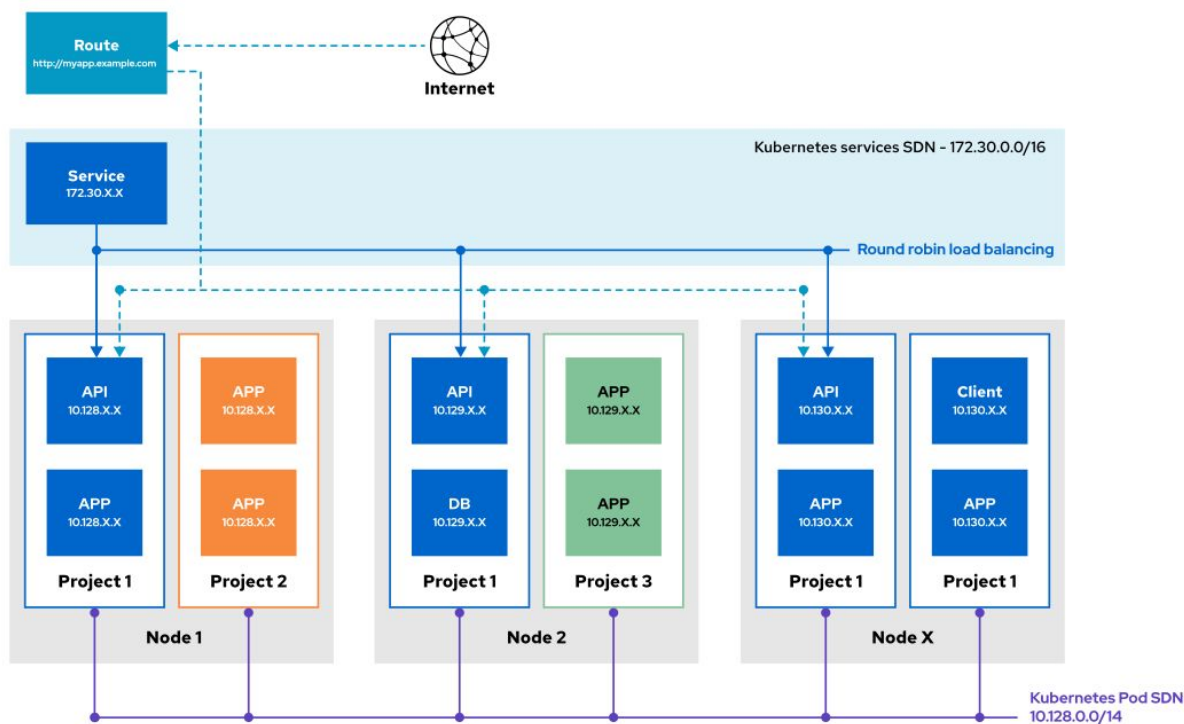 Route
http://myapp.example.com
Internet
Kubernetes services SDN - 172.30.0.0/16
Service
172.30.X.X
Round robin load balancing
API
10.128.X.X
APP
10.128.X.X
API
10.129.X.X
APP
10.129.X.X
API
10.130.X.X
Client
10.130.X.X
APP
10.128.X.X
APP
10.128.X.X
DB
10.129.X.X
APP
10.129.X.X
APP
10.130.X.X
APP
10.130.X.X
Project 1
Project 2
Project 1
Project 3
Project 1
Project 1
Node 1
Node 2
Node X
Kubernetes Pod SDN
10.128.0.0/14